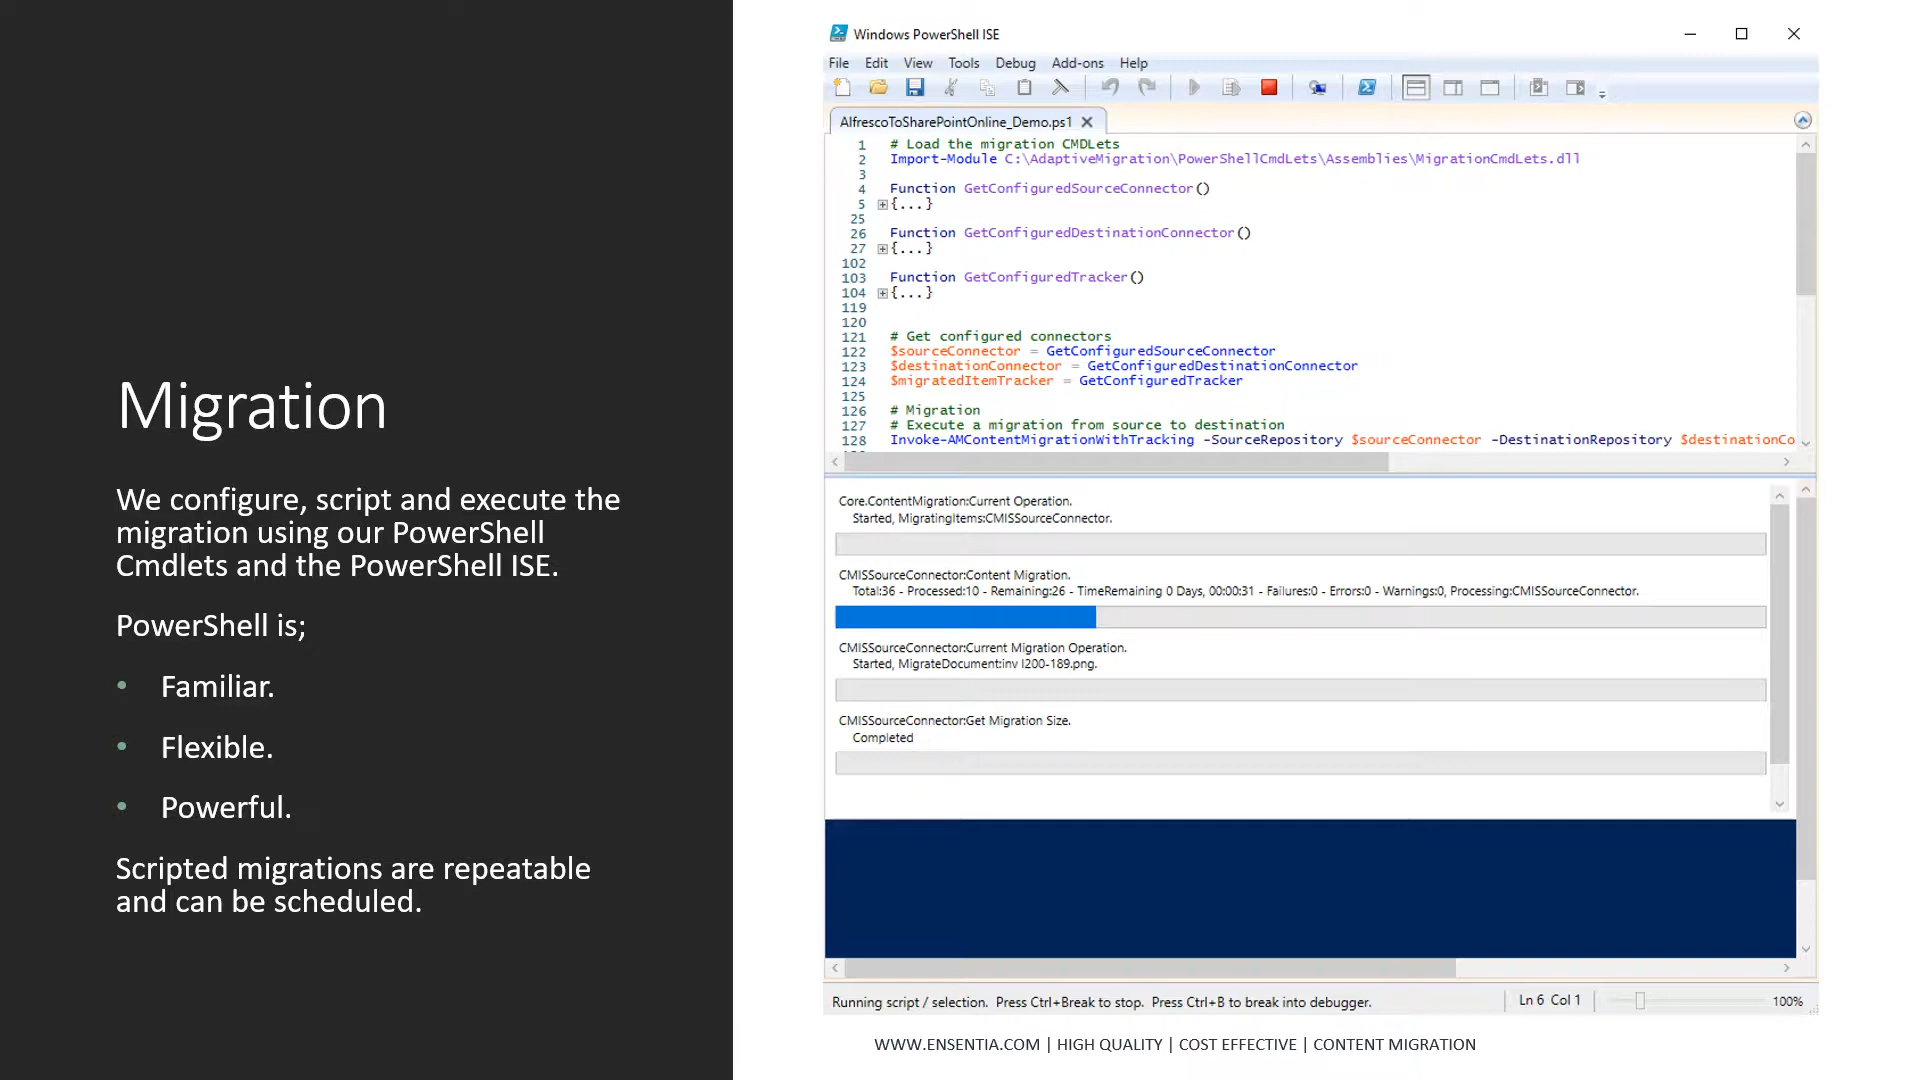 Migration
We configure, script and execute the
migration using our PowerShell
Cmdlets and the PowerShell ISE.
PowerShell is;
• Familiar.
• Flexible.
• Powerful.
Scripted migrations are repeatable
and can be scheduled.
Windows PowerShell ISE
File Edit View Tools Debug Add-ons Help
AlfrescoToSharePointOnline_Demo.ps1
1 # Load the migration CMDLets
2 Import-Module C:\AdaptiveMigration\PowerShellCmdLets\Assemblies\MigrationCmdLets.dll
3
4 Function GetConfiguredSourceConnector()
5 {...}
25
26 Function GetConfiguredDestinationConnector()
27 {...}
102
103 Function GetConfiguredTracker()
104 {...}
119
120
121 # Get configured connectors
122 $sourceConnector = GetConfiguredSourceConnector
123 $destinationConnector = GetConfiguredDestinationConnector
124 $migratedItemTracker = GetConfiguredTracker
125
126 # Migration
127 # Execute a migration from source to destination
128 Invoke-AMContentMigrationWithTracking -SourceRepository $sourceConnector -DestinationRepository $destinationCo
Core.ContentMigration:Current Operation.
Started, MigratingItems:CMISSourceConnector.
CMISSourceConnector:Content Migration.
Total:36 - Processed:10 - Remaining:26 - TimeRemaining 0 Days, 00:00:31 - Failures:0 - Errors:0 - Warnings:0, Processing:CMISSourceConnector.
CMISSourceConnector:Current Migration Operation.
Started, MigrateDocument:inv I200-189.png.
CMISSourceConnector:Get Migration Size.
Completed
Running script / selection. Press Ctrl+Break to stop. Press Ctrl+B to break into debugger.
Ln 6 Col 1
100%
WWW.ENSENTIA.COM | HIGH QUALITY | COST EFFECTIVE | CONTENT MIGRATION